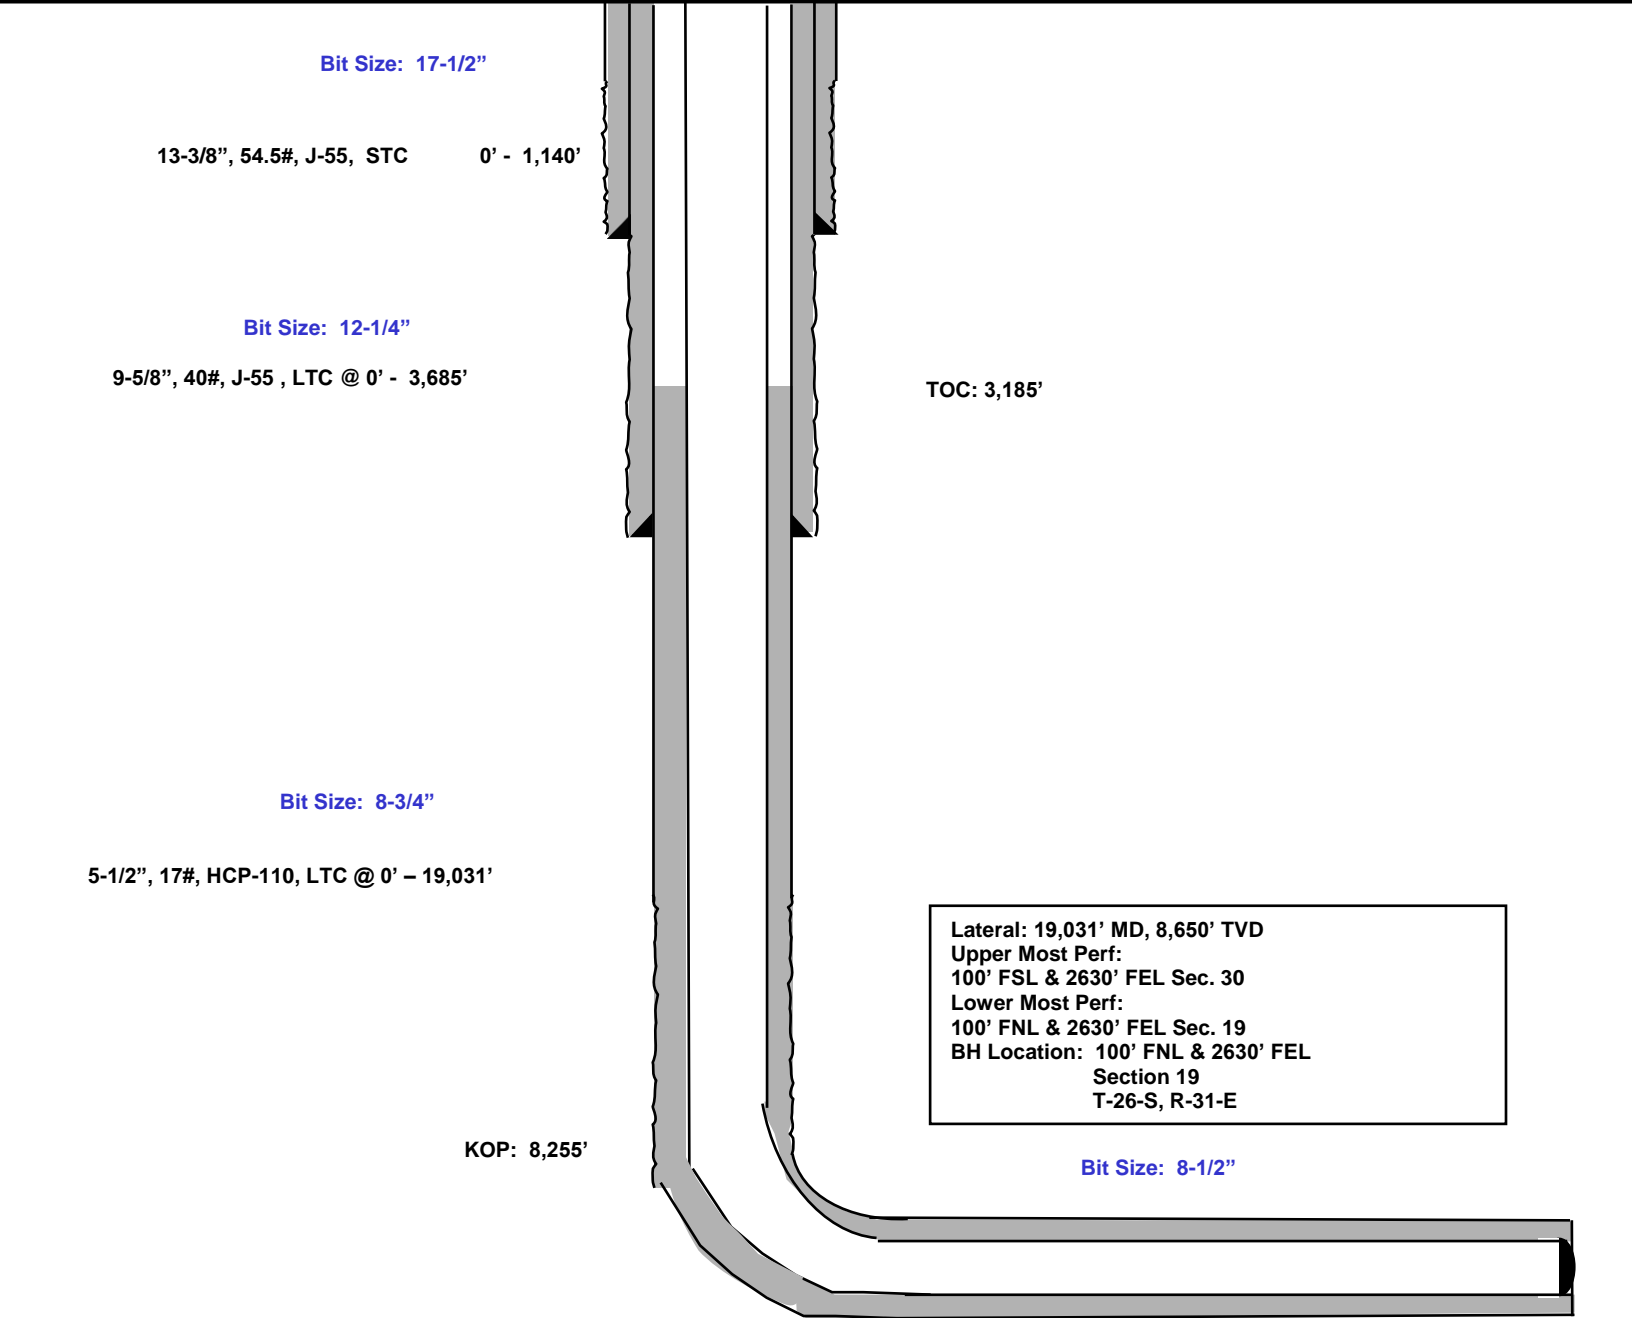 Bit Size:  17-1/2”
13-3/8”, 54.5#, J-55,  STC          0’ -  1,140’
Bit Size:  12-1/4”
9-5/8”, 40#, J-55 , LTC @ 0’ -  3,685’
TOC: 3,185’
Bit Size:  8-3/4”
5-1/2”, 17#, HCP-110, LTC @ 0’ – 19,031’
Lateral: 19,031’ MD, 8,650’ TVD
Upper Most Perf:
100’ FSL & 2630’ FEL Sec. 30
Lower Most Perf:
100’ FNL & 2630’ FEL Sec. 19
BH Location:  100’ FNL & 2630’ FEL
Section 19
T-26-S, R-31-E
KOP:  8,255’
Bit Size:  8-1/2”